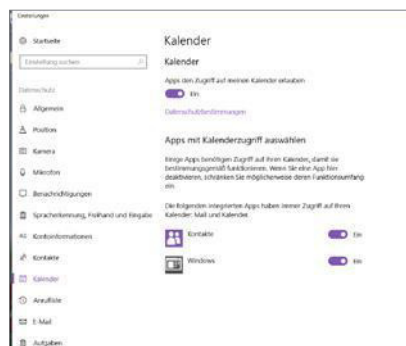 Einstellungen
Startseite
Einstellung suchen
Datenschutz
Allgemein
Position
Kamera
Mikrofon
Benachrichtigungen
Spracherkennung, Freihand und Eingabe
Kontoinformationen
Kontakte
Kalender
Anrufliste
E-Mail
Aufgaben
Kalender
Kalender
Apps den Zugriff auf meinen Kalender erlauben
Ein
Datenschutzbestimmungen
Apps mit Kalenderzugriff auswählen
Einige Apps benötigen Zugriff auf Ihren Kalender, damit sie
bestimmungsgemäß funktionieren. Wenn Sie eine App hier
deaktivieren, schränken Sie möglicherweise deren Funktionsumfang
ein.
Die folgenden integrierten Apps haben immer Zugriff auf Ihren
Kalender: Mail und Kalender.
Kontakte
Ein
Windows
Ein